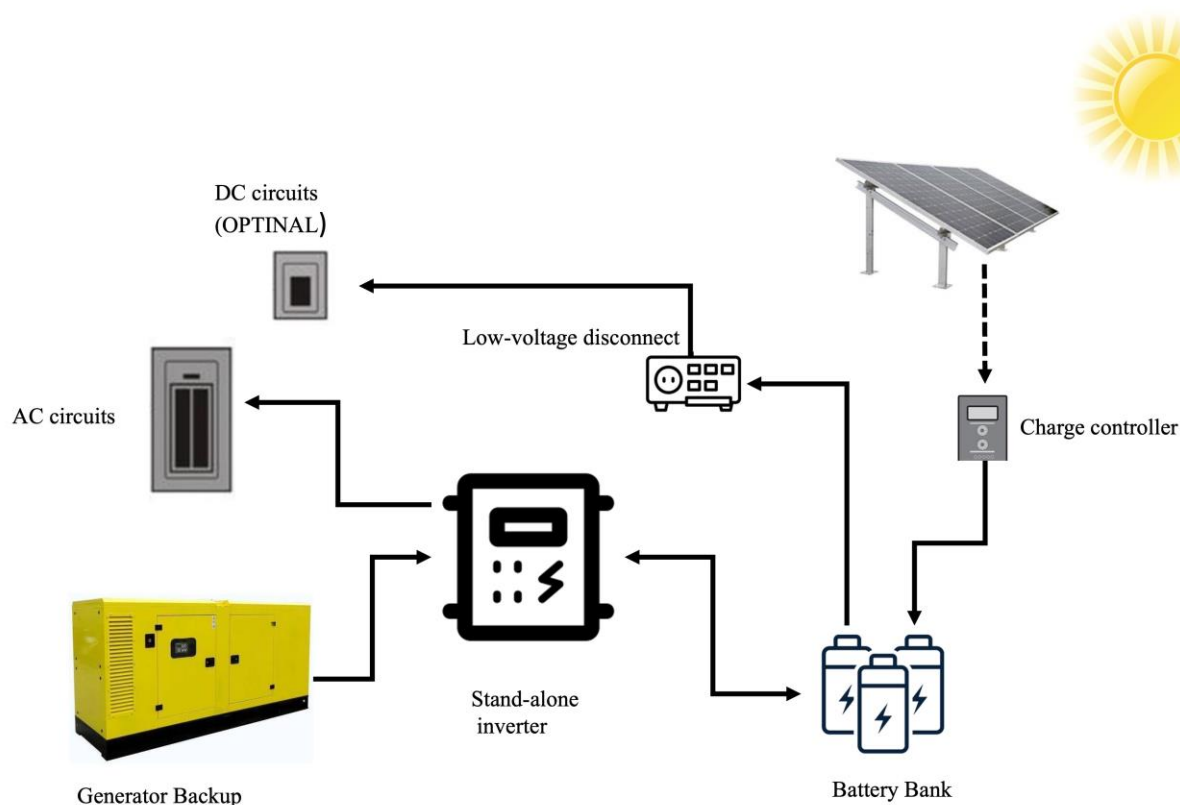 DC circuits
(OPTINAL)
Low-voltage disconnect
AC circuits
Charge controller
Stand-alone
inverter
Generator Backup
Battery Bank